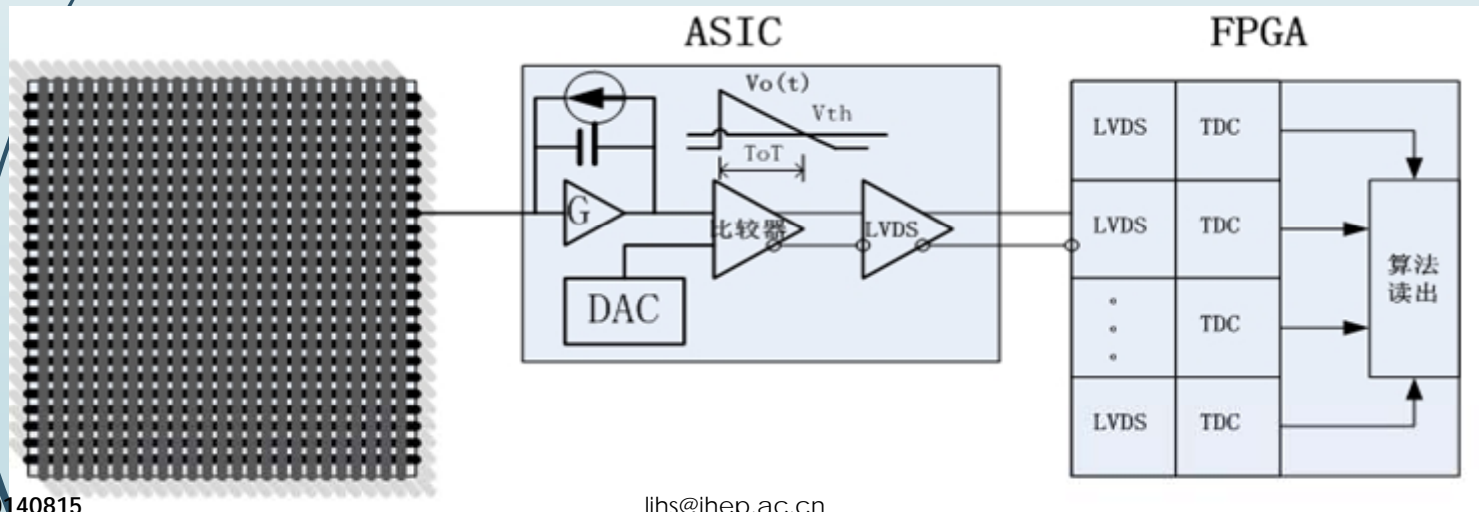 ASIC
FPGA
Vo(t)
Vth
ToT
G
比较器
LVDS
DAC
LVDS TDC
LVDS TDC
TDC
LVDS TDC
算法
读出
140815
lihs@ihep.ac.cn